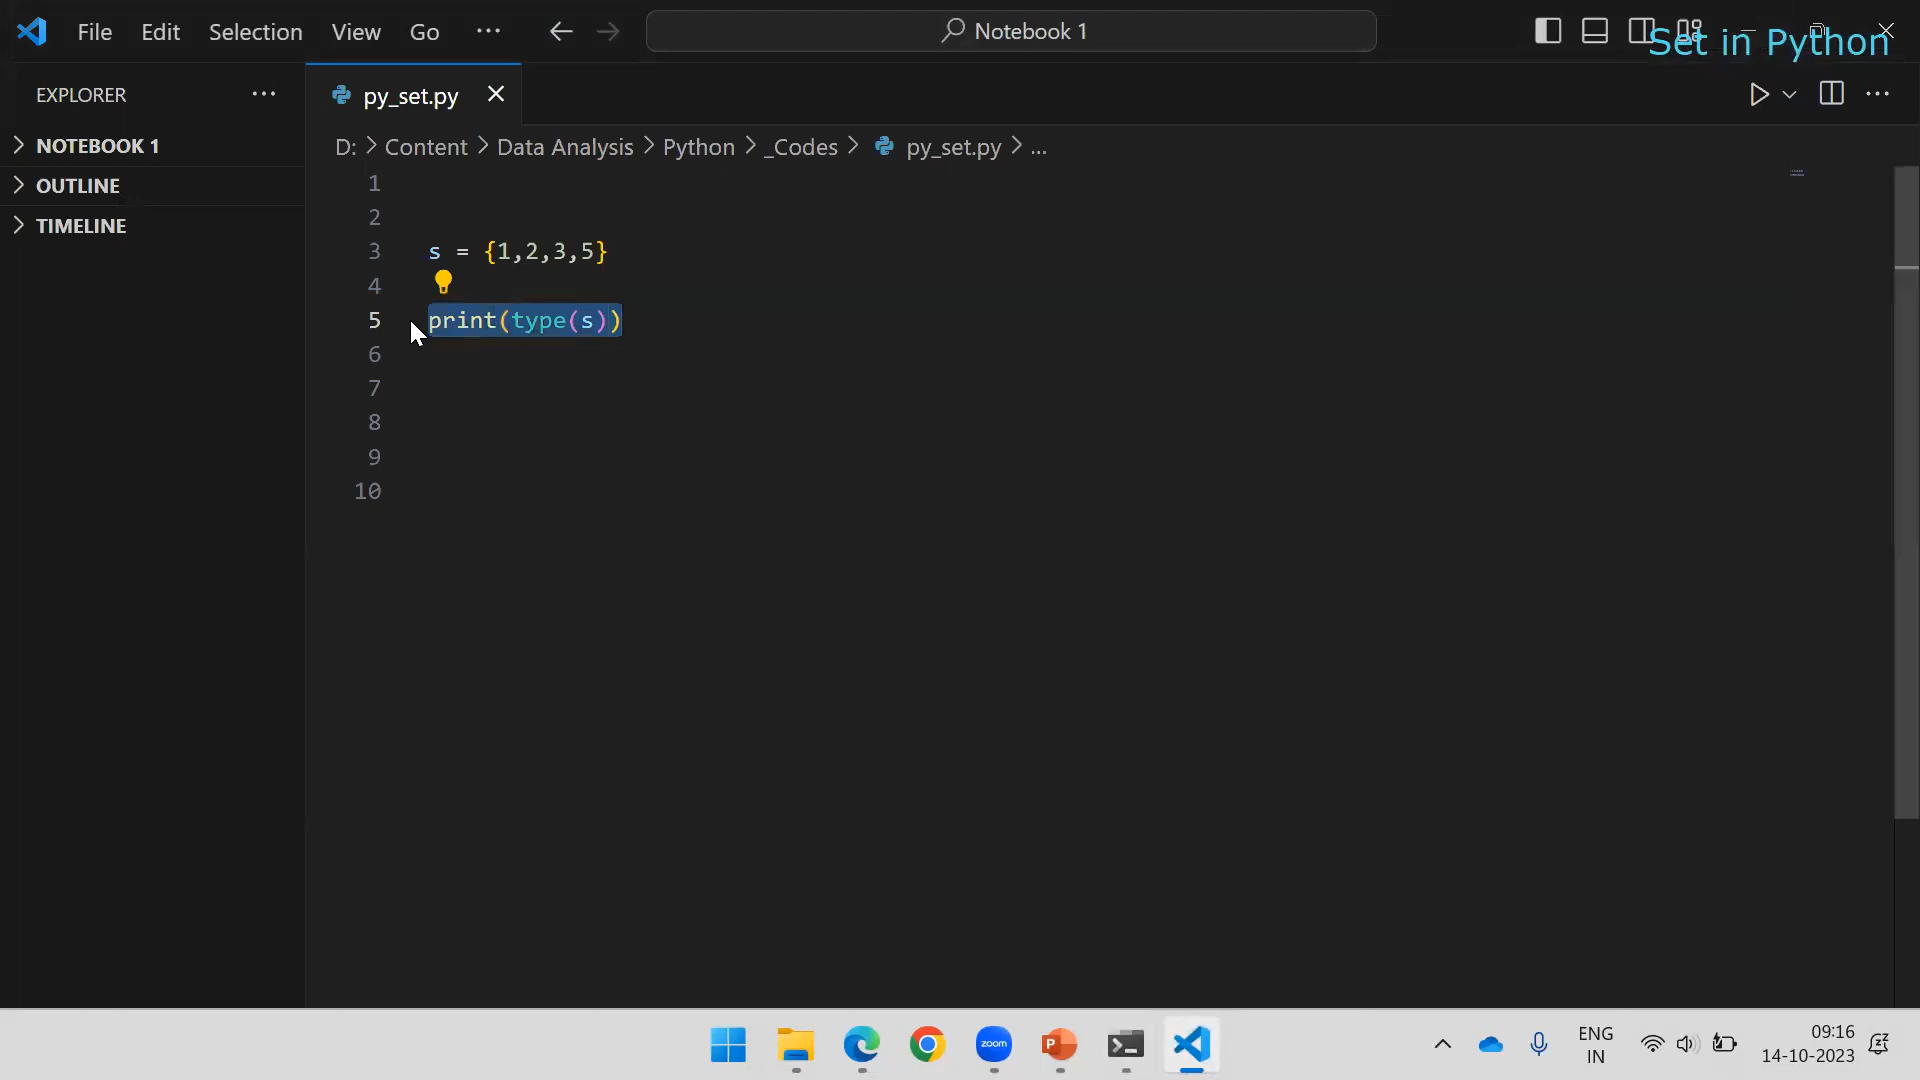 File Edit Selection View Go ··· Notebook 1
Set in Python
EXPLORER ···
py_set.py
NOTEBOOK 1
OUTLINE
TIMELINE
D: > Content > Data Analysis > Python > _Codes > py_set.py > ...
1
2
3 s = {1,2,3,5}
4
5 print(type(s))
6
7
8
9
10
zoom
P
ENG
IN
09:16
14-10-2023